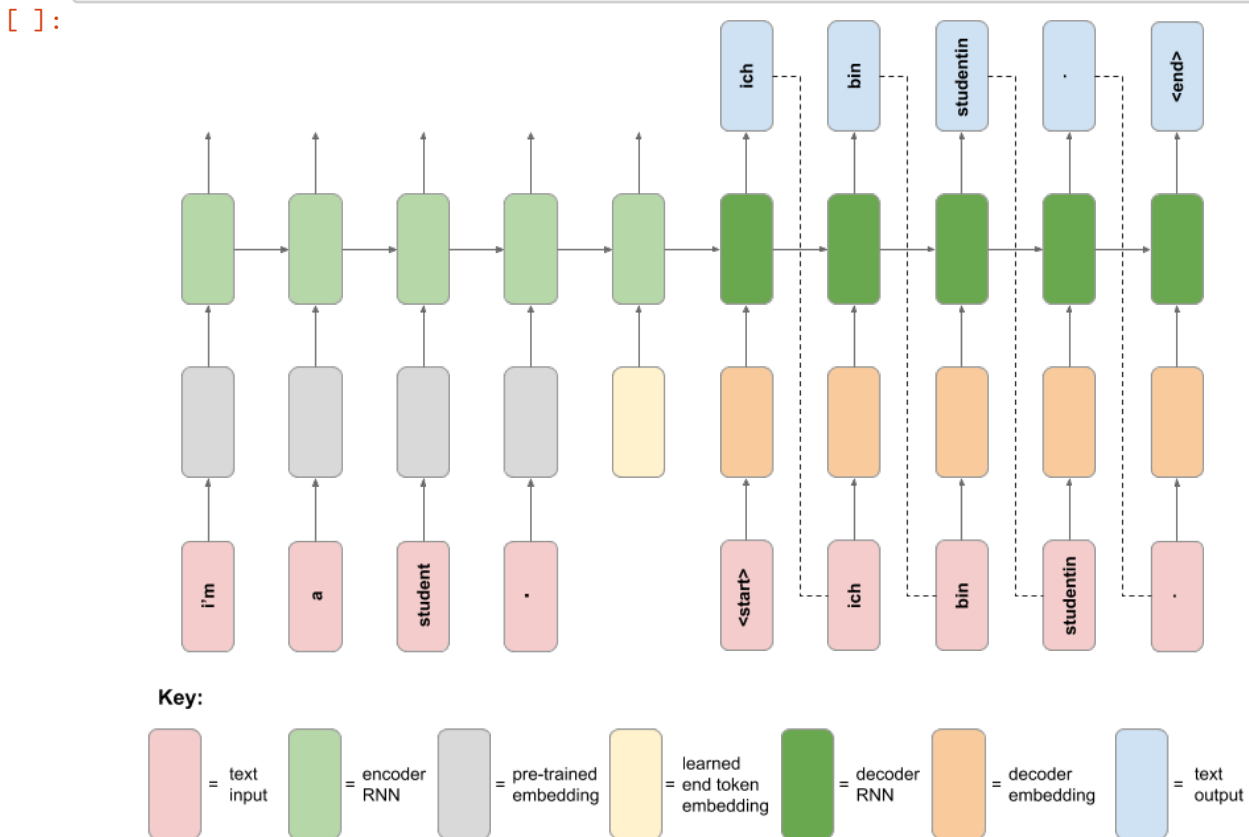 [ ]:
ich
bin
studentin
.
<end>
i'm
a
student
.
<start>
ich
bin
studentin
.
Key:
= text input
= encoder RNN
= pre-trained embedding
= learned end token embedding
= decoder RNN
= decoder embedding
= text output